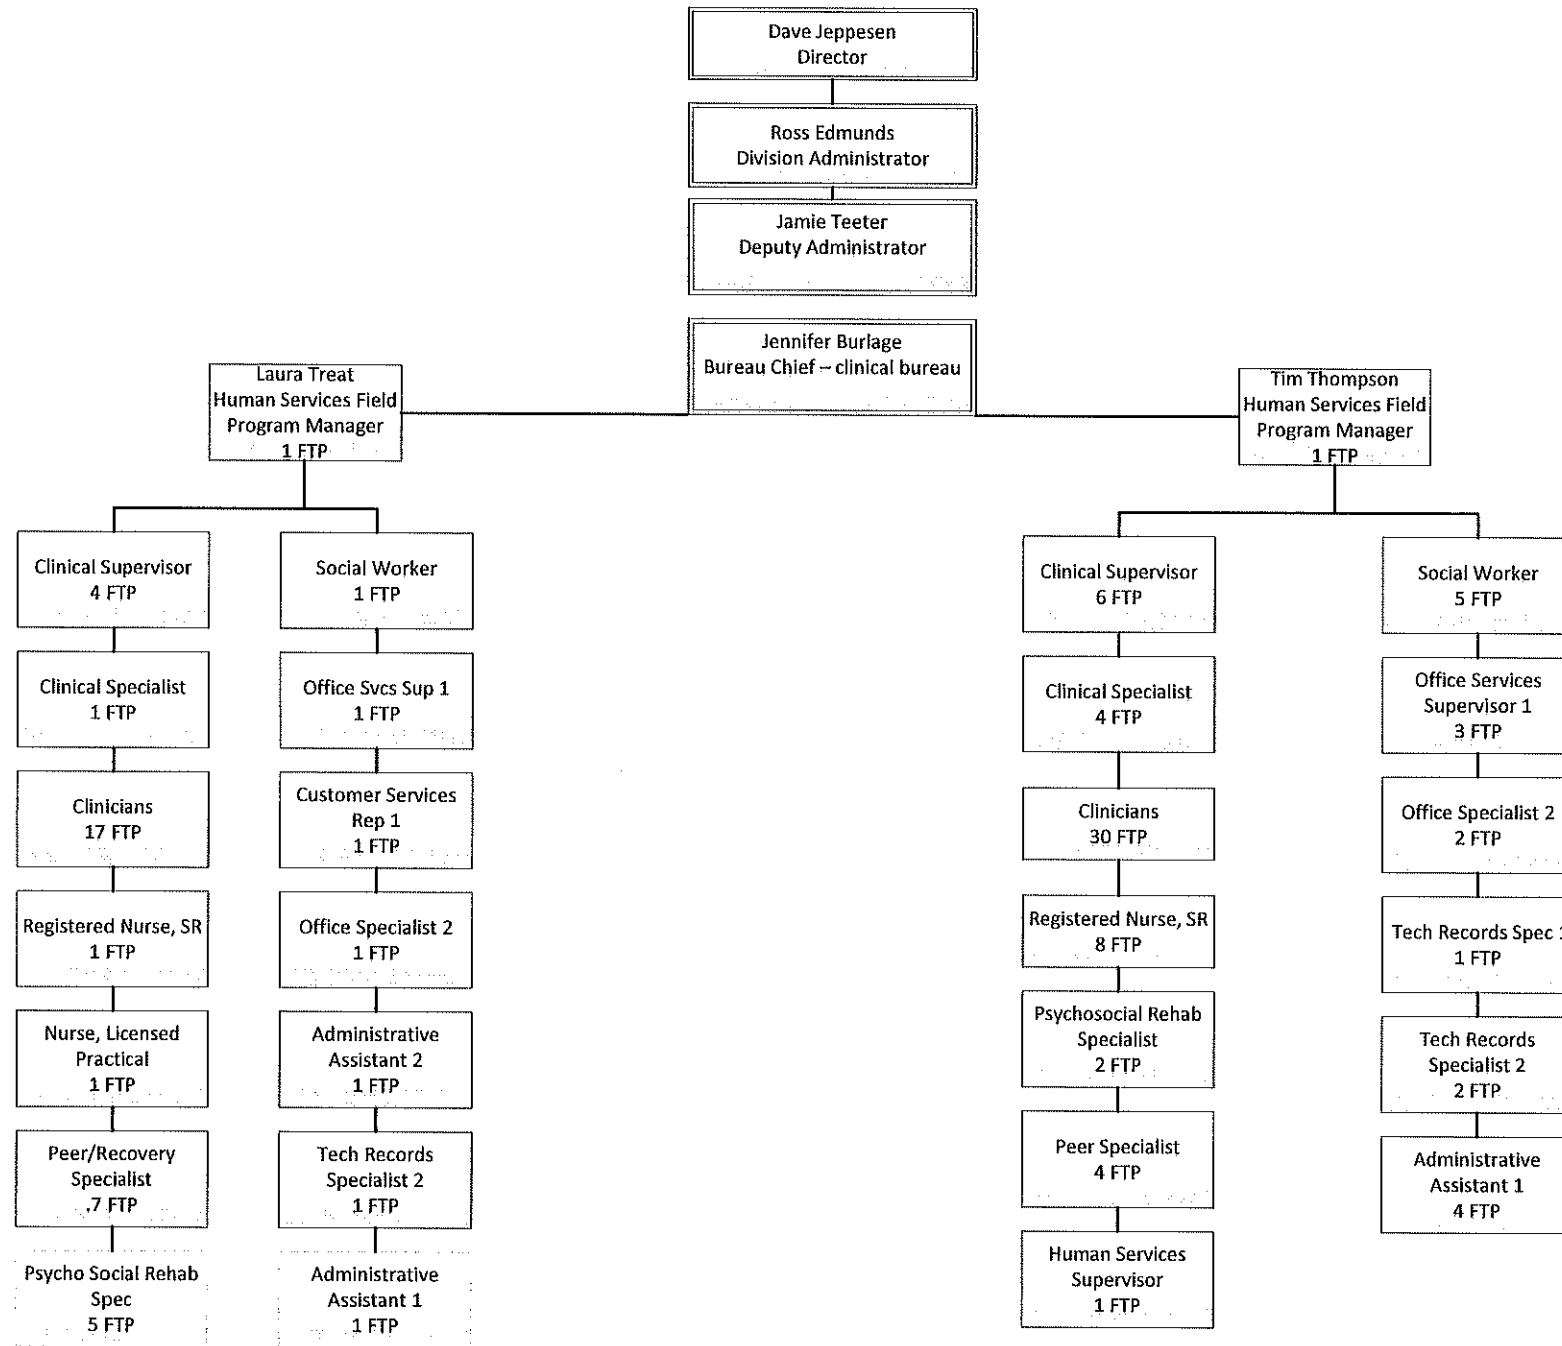 Dave Jeppesen
Director
Ross Edmunds
Division Administrator
Jamie Teeter
Deputy Administrator
Jennifer Burlage
Bureau Chief – clinical bureau
Laura Treat
Human Services Field
Program Manager
1 FTP
Clinical Supervisor
4 FTP
Clinical Specialist
1 FTP
Clinicians
17 FTP
Registered Nurse, SR
1 FTP
Nurse, Licensed
Practical
1 FTP
Peer/Recovery
Specialist
.7 FTP
Psycho Social Rehab
Spec
5 FTP
Social Worker
1 FTP
Office Svcs Sup 1
1 FTP
Customer Services
Rep 1
1 FTP
Office Specialist 2
1 FTP
Administrative
Assistant 2
1 FTP
Tech Records
Specialist 2
1 FTP
Administrative
Assistant 1
1 FTP
Tim Thompson
Human Services Field
Program Manager
1 FTP
Clinical Supervisor
6 FTP
Clinical Specialist
4 FTP
Clinicians
30 FTP
Registered Nurse, SR
8 FTP
Psychosocial Rehab
Specialist
2 FTP
Peer Specialist
4 FTP
Human Services
Supervisor
1 FTP
Social Worker
5 FTP
Office Services
Supervisor 1
3 FTP
Office Specialist 2
2 FTP
Tech Records Spec
1 FTP
Tech Records
Specialist 2
2 FTP
Administrative
Assistant 1
4 FTP